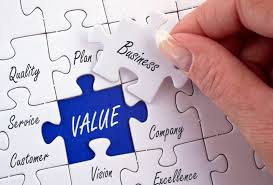 Plan
Business
Quality
Service
VALUE
Company
Customer
Vision
Excellence